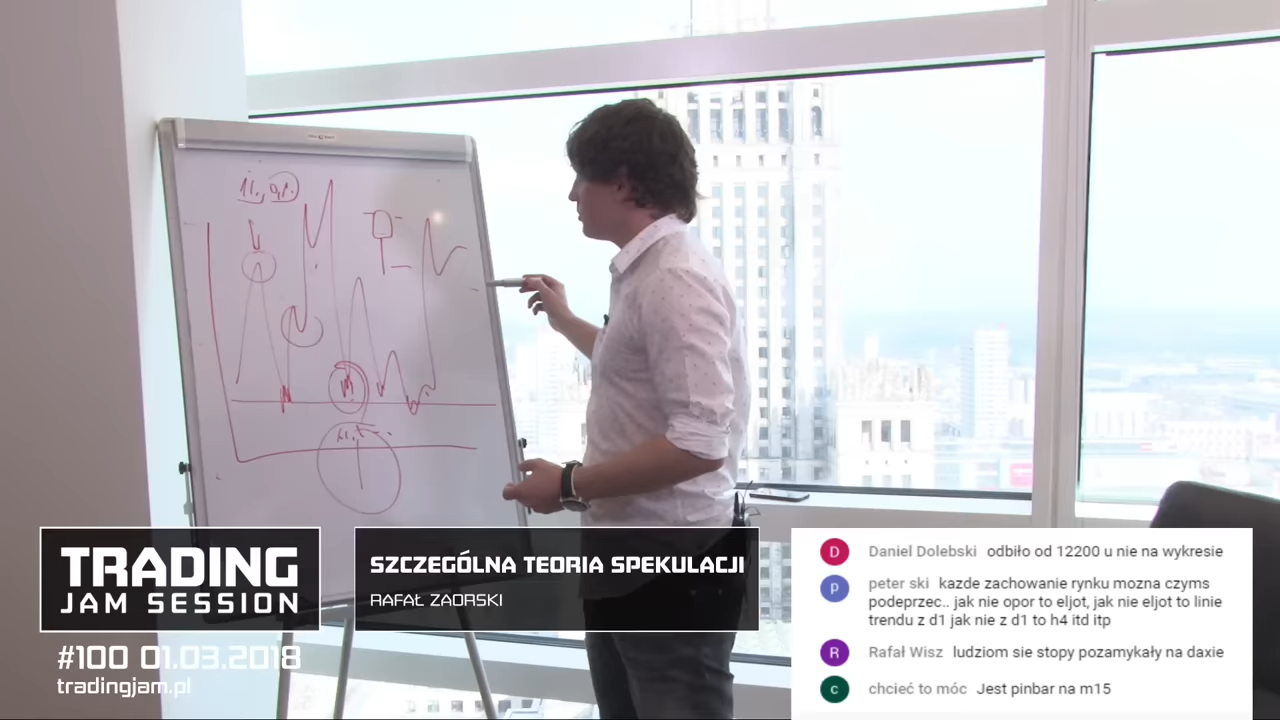 TRADING
JAM SESSION
#100 01.03.2018
tradingjam.pl
SZCZEGÓLNA TEORIA SPEKULACJI
RAFAŁ ZAORSKI
D Daniel Dolebski odbiło od 12200 u nie na wykresie
p peter ski kazde zachowanie rynku mozna czyms
podeprzec.. jak nie opor to eljot, jak nie eljot to linie
trendu z d1 jak nie z d1 to h4 itd itp
R Rafał Wisz ludziom sie stopy pozamykały na daxie
c chcieć to móc Jest pinbar na m15